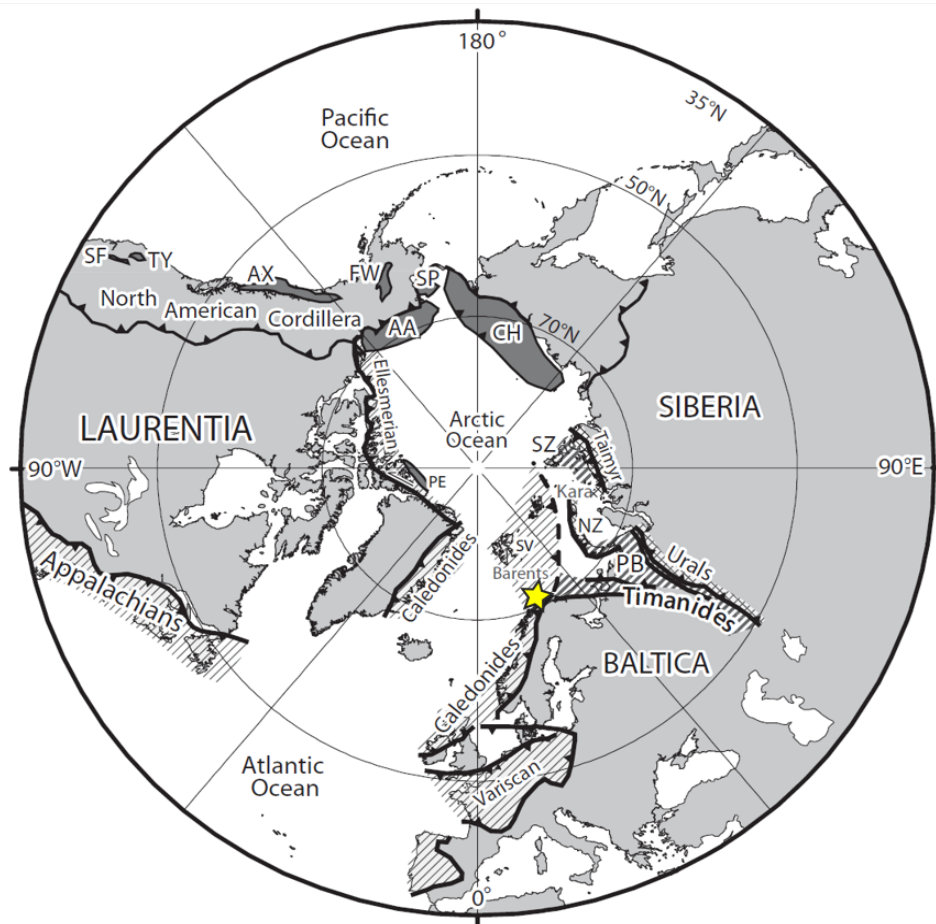 180°
35°N
Pacific
Ocean
50°N
SF
TY
AX
FW
SP
North
American
Cordillera
AA
CH
70°N
Ellesmerian
LAURENTIA
Arctic
Ocean
SIBERIA
SZ
Taimyr
90°W
90°E
PE
Kara
NZ
SV
Barents
PB
Urals
Caledonides
Timanides
Appalachians
BALTICA
Caledonides
Atlantic
Ocean
Variscan
0°